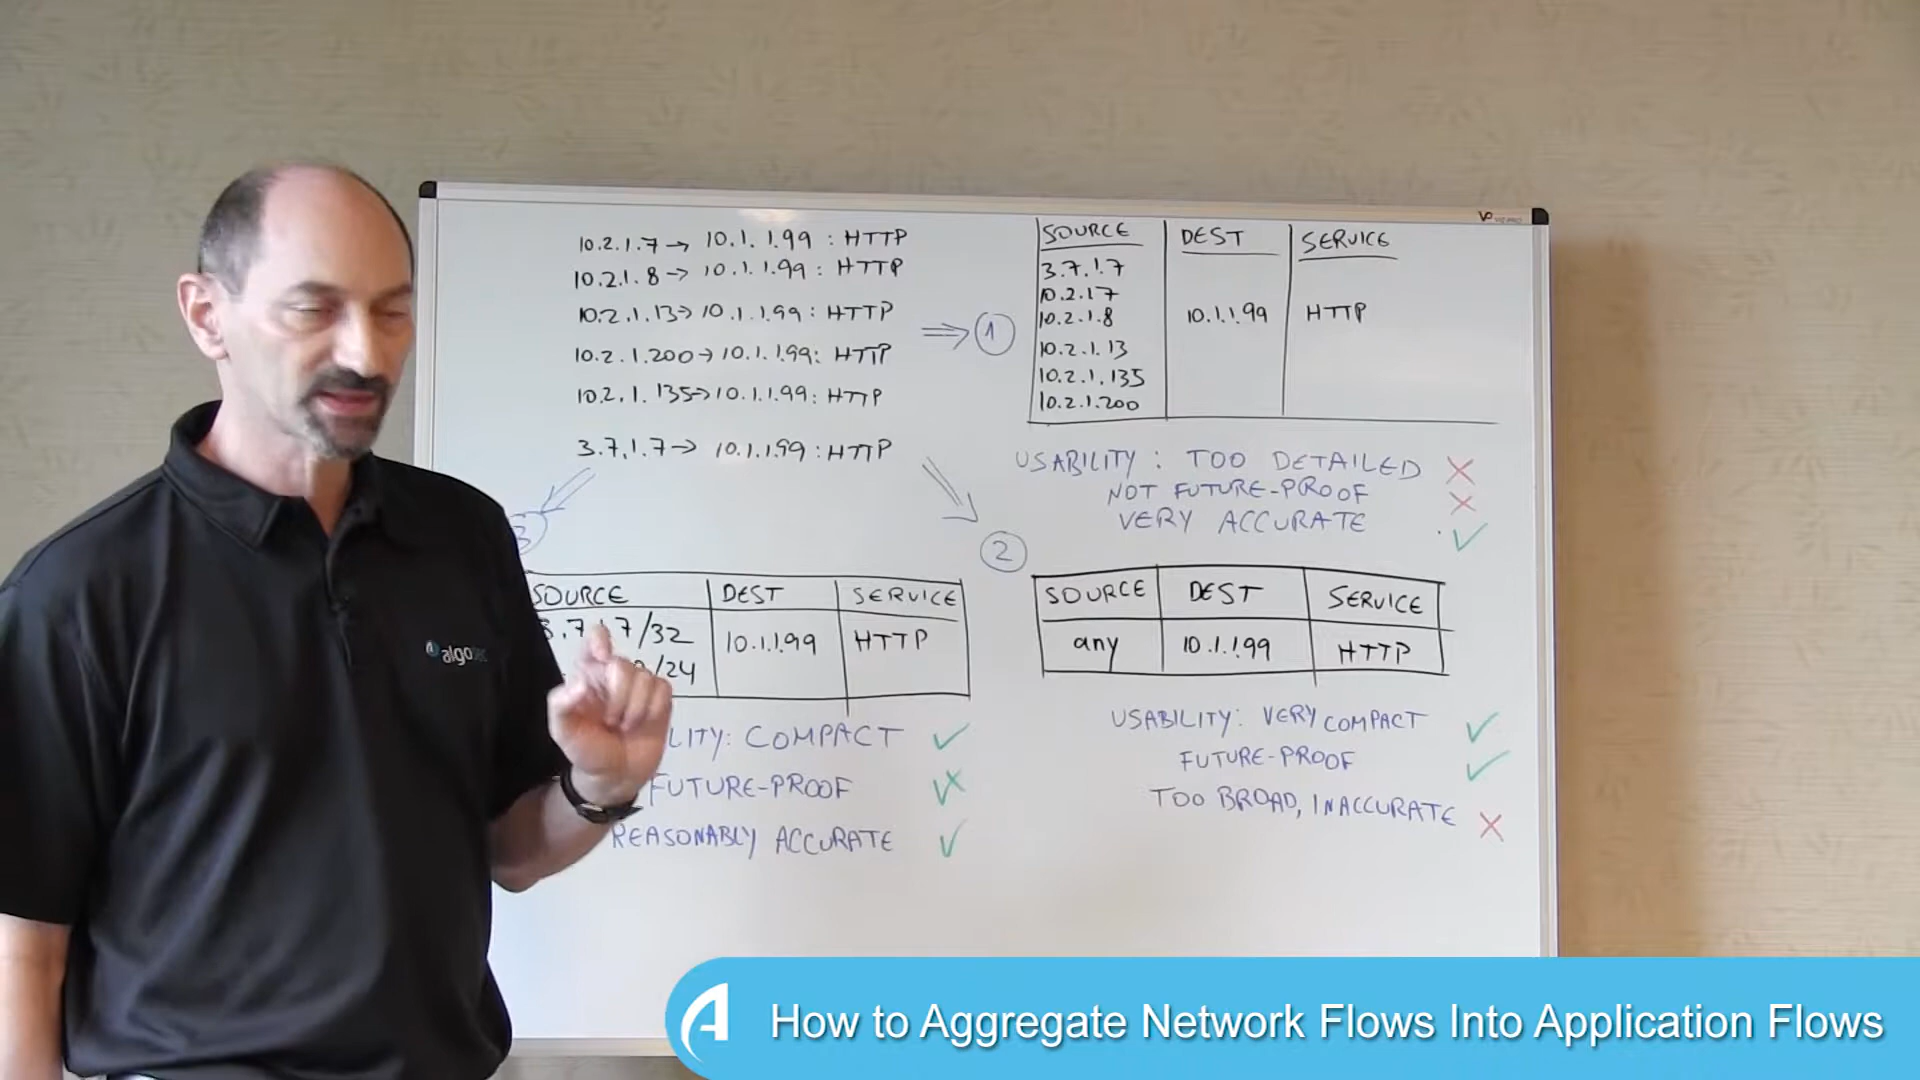 10.2.1.7 → 10.1.1.99 : HTTP
10.2.1.8 → 10.1.1.99 : HTTP
10.2.1.13 → 10.1.1.99 : HTTP
10.2.1.200 → 10.1.1.99 : HTTP
10.2.1.135 → 10.1.1.99 : HTTP
3.7.1.7 → 10.1.1.99 : HTTP
⇒ 1
SOURCE DEST SERVICE
3.7.1.7
10.2.17
10.2.1.8 10.1.1.99 HTTP
10.2.1.13
10.2.1.135
10.2.1.200
USABILITY : TOO DETAILED ✗
NOT FUTURE-PROOF ✗
VERY ACCURATE ✓
2
SOURCE DEST SERVICE
any 10.1.1.99 HTTP
USABILITY: VERY COMPACT ✓
FUTURE-PROOF ✓
TOO BROAD, INACCURATE ✗
3
SOURCE DEST SERVICE
3.7.1.7/32 10.1.1.99 HTTP
/24
LITY: COMPACT ✓
FUTURE-PROOF
REASONABLY ACCURATE ✓
algosec
How to Aggregate Network Flows Into Application Flows